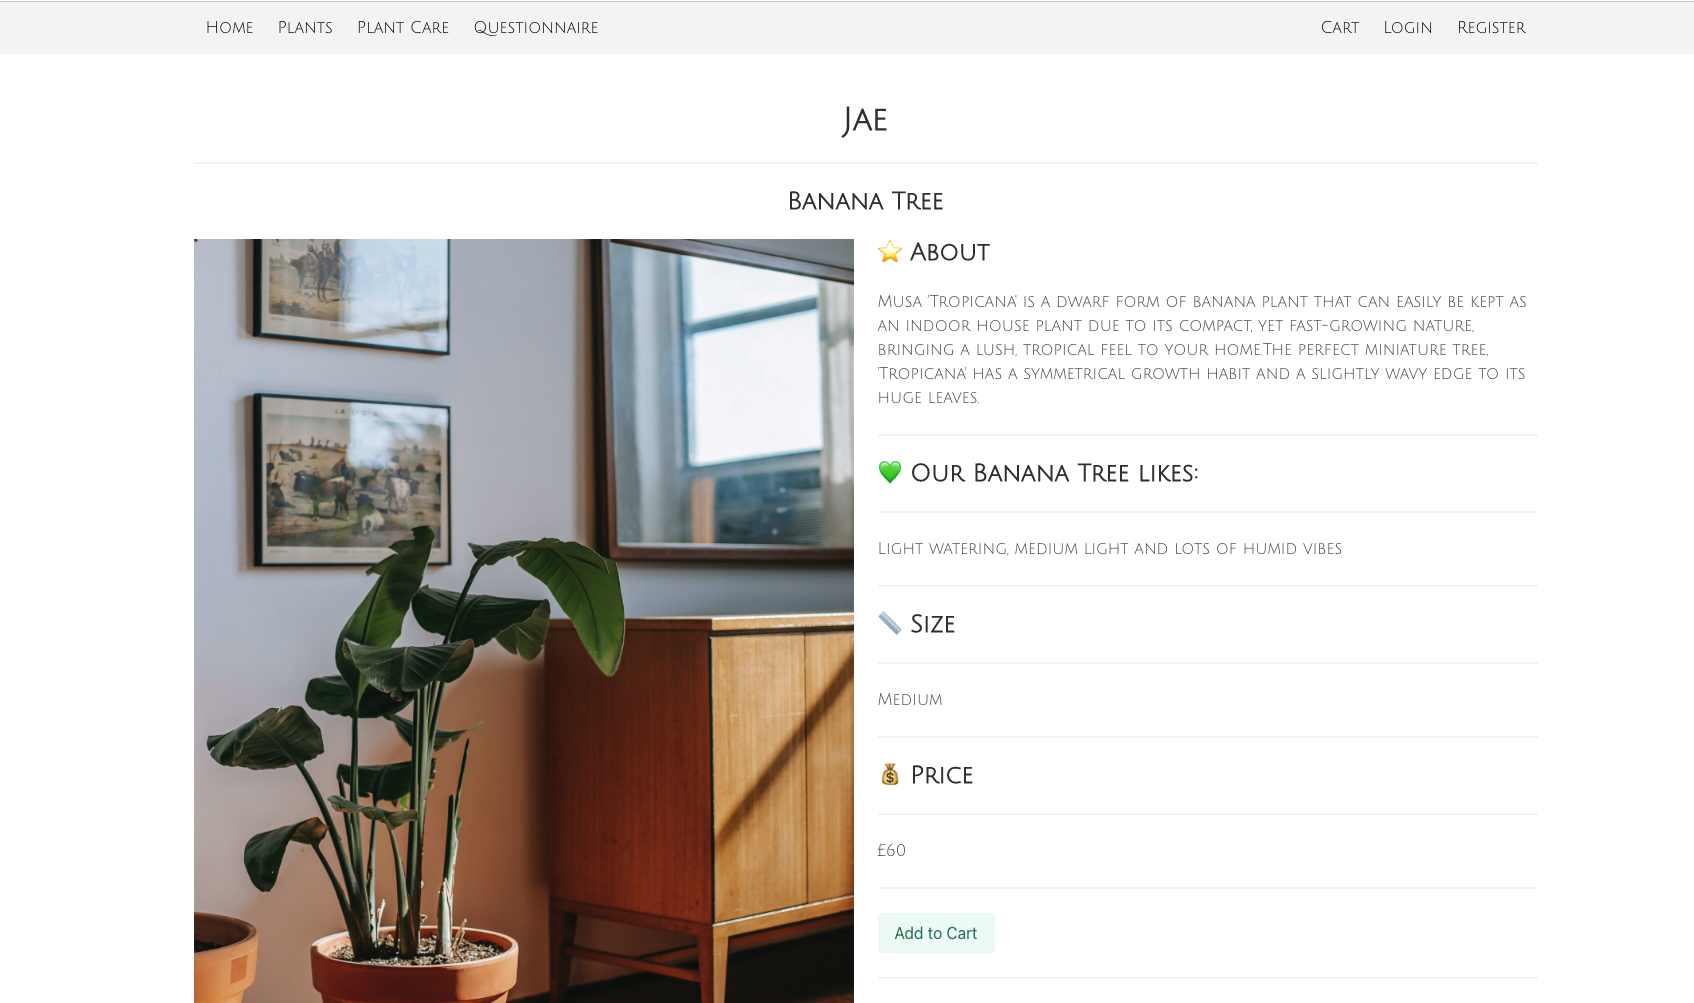 Home Plants Plant Care Questionnaire Cart Login Register
Jae
Banana Tree
⭐ About
Musa 'Tropicana' is a dwarf form of banana plant that can easily be kept as
an indoor house plant due to its compact, yet fast-growing nature,
bringing a lush, tropical feel to your home.The perfect miniature tree,
'Tropicana' has a symmetrical growth habit and a slightly wavy edge to its
huge leaves.
💚 Our Banana Tree likes:
Light watering, medium light and lots of humid vibes
📏 Size
Medium
💰 Price
£60
Add to Cart